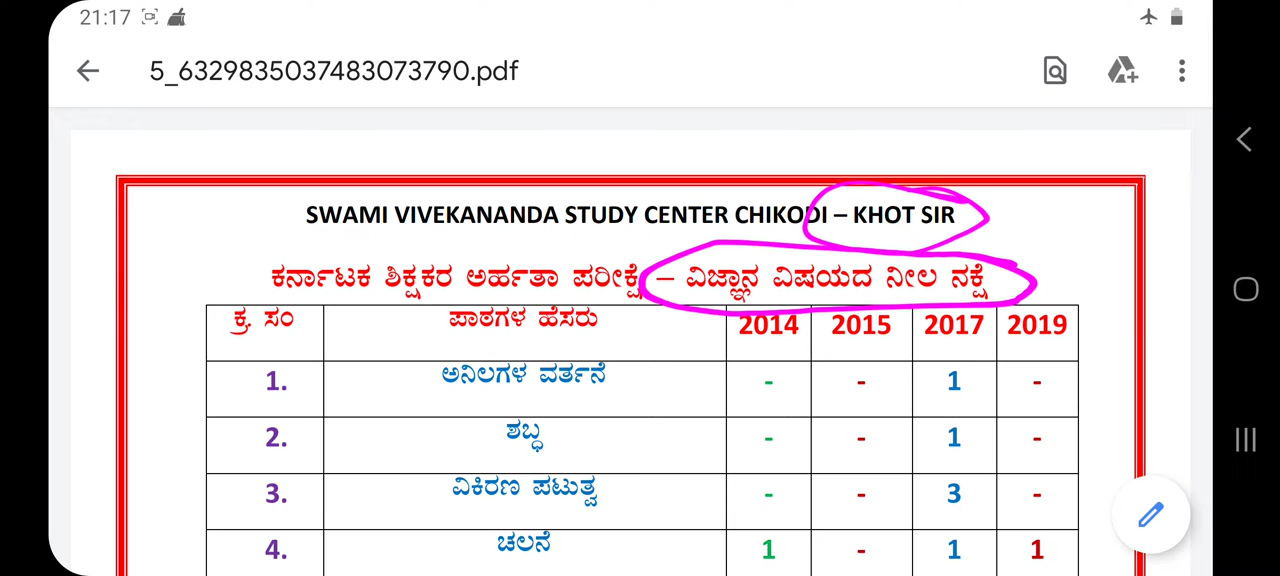 21:17
5_6329835037483073790.pdf
SWAMI VIVEKANANDA STUDY CENTER CHIKODI – KHOT SIR
ಕರ್ನಾಟಕ ಶಿಕ್ಷಕರ ಅರ್ಹತಾ ಪರೀಕ್ಷೆ – ವಿಜ್ಞಾನ ವಿಷಯದ ನೀಲ ನಕ್ಷೆ
ಕ್ರ. ಸಂ ಪಾಠಗಳ ಹೆಸರು 2014 2015 2017 2019
1. ಅನಿಲಗಳ ವರ್ತನೆ - - 1 -
2. ಶಬ್ಧ - - 1 -
3. ವಿಕಿರಣ ಪಟುತ್ವ - - 3 -
4. ಚಲನೆ 1 - 1 1